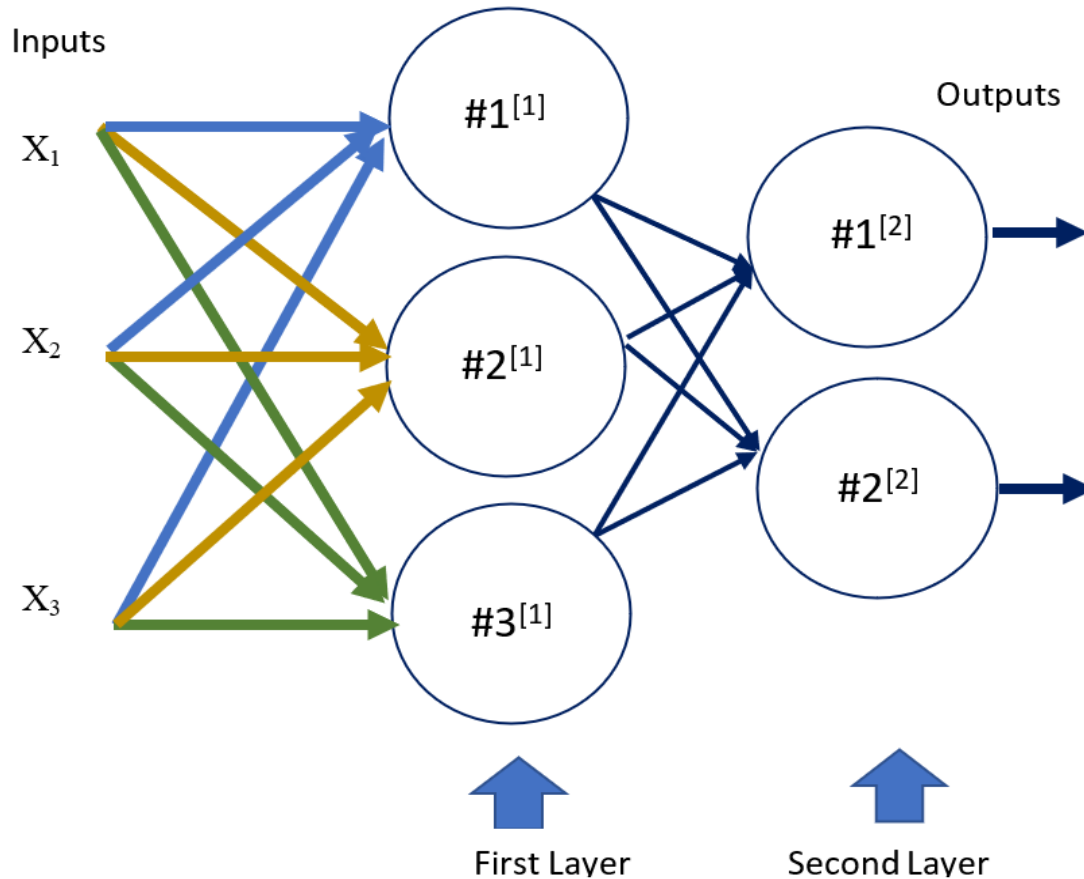 Inputs
Outputs
X₁
X₂
X₃
#1[1]
#2[1]
#3[1]
#1[2]
#2[2]
First Layer
Second Layer